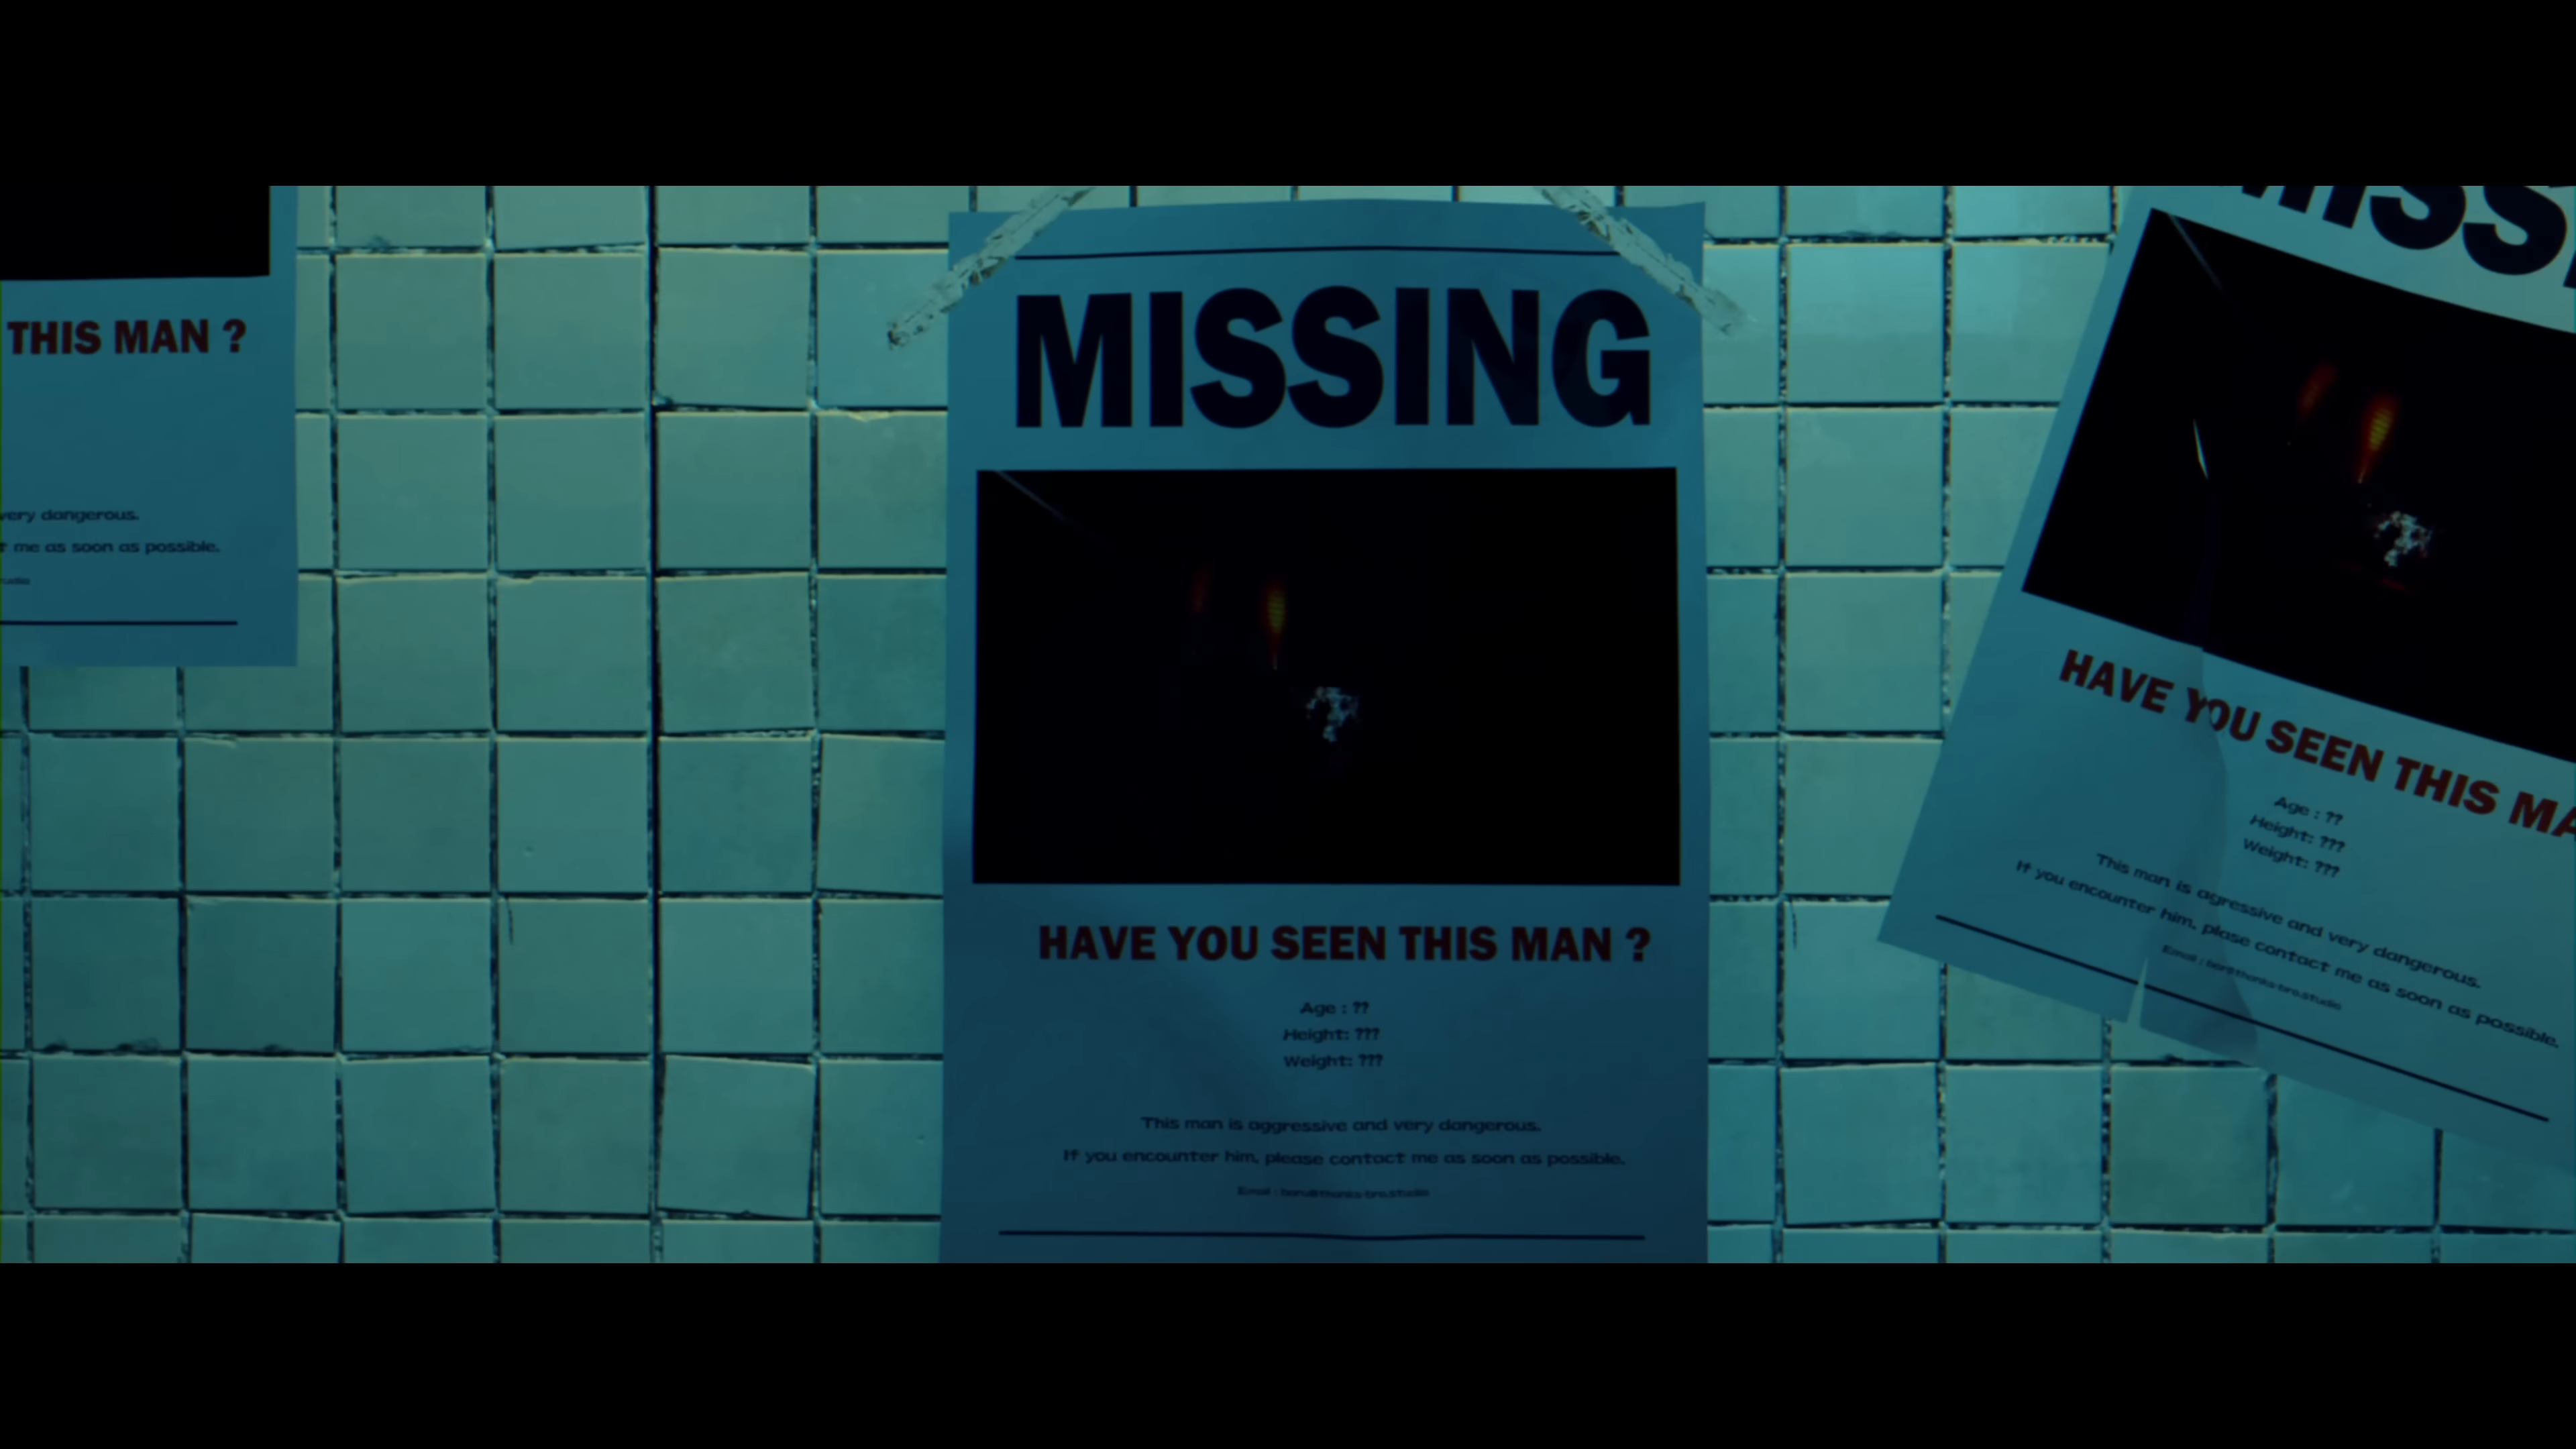 THIS MAN ?
very dangerous.
me as soon as possible.
MISSING
HAVE YOU SEEN THIS MAN ?
Age : ??
Height: ???
Weight: ???
This man is aggressive and very dangerous.
If you encounter him, please contact me as soon as possible.
MISS
HAVE YOU SEEN THIS MA
Age : ??
Height: ???
Weight: ???
This man is agressive and very dangerous.
If you encounter him, plase contact me as soon as possible.